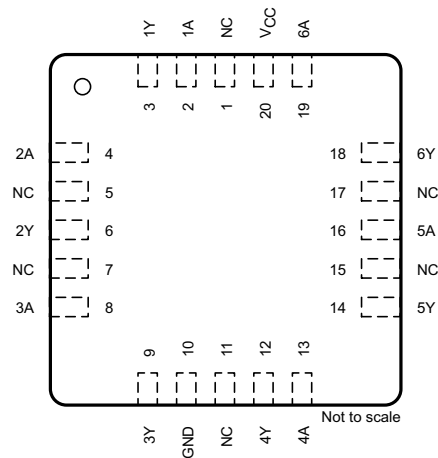 1Y 1A NC VCC 6A
3 2 1 20 19
2A 4 18 6Y
NC 5 17 NC
2Y 6 16 5A
NC 7 15 NC
3A 8 14 5Y
9 10 11 12 13
3Y GND NC 4Y 4A
Not to scale